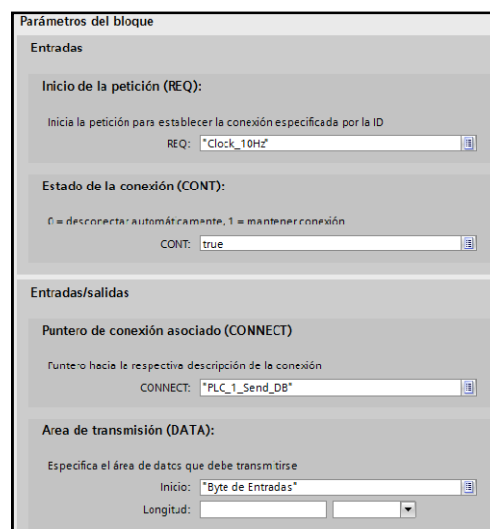 Parámetros del bloque
Entradas
Inicio de la petición (REQ):
Inicia la petición para establecer la conexión especificada por la ID
REQ: "Clock_10Hz"
Estado de la conexión (CONT):
0 = desconectar automáticamente, 1 = mantener conexión
CONT: true
Entradas/salidas
Puntero de conexión asociado (CONNECT)
Puntero hacia la respectiva descripción de la conexión
CONNECT: "PLC_1_Send_DB"
Area de transmisión (DATA):
Especifica el área de datos que debe transmitirse
Inicio: "Byte de Entradas"
Longitud: